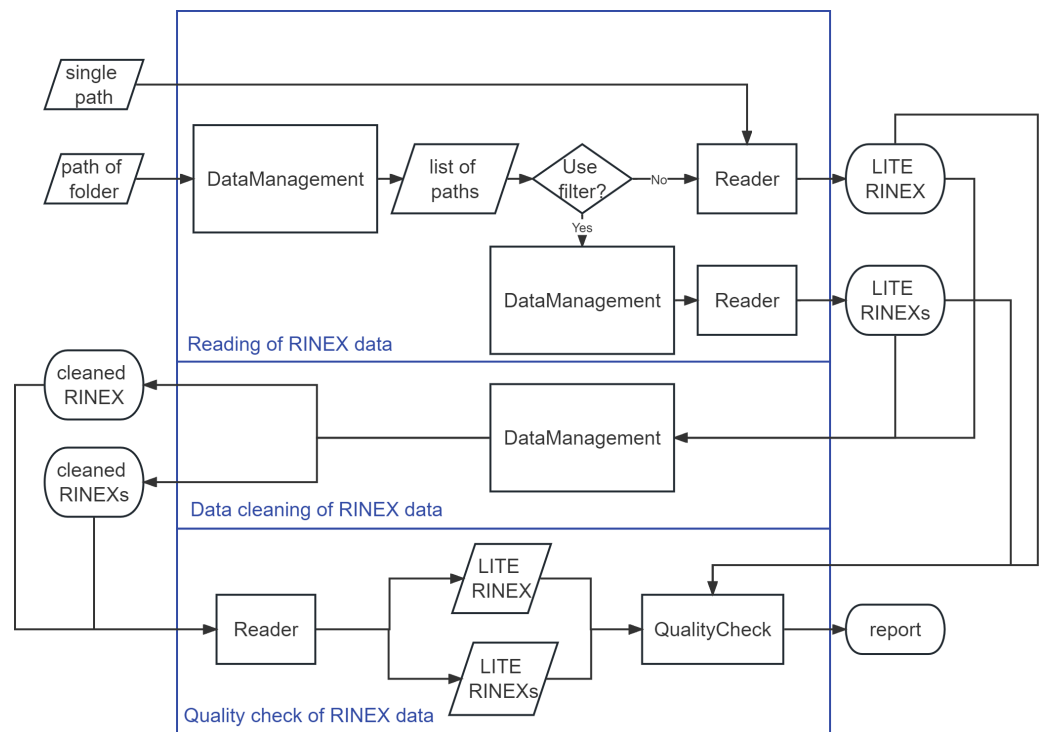 single
path
path of
folder
DataManagement
list of
paths
Use
filter?
No
Reader
LITE
RINEX
Yes
DataManagement
Reader
LITE
RINEXs
Reading of RINEX data
cleaned
RINEX
cleaned
RINEXs
DataManagement
Data cleaning of RINEX data
LITE
RINEX
Reader
QualityCheck
report
LITE
RINEXs
Quality check of RINEX data